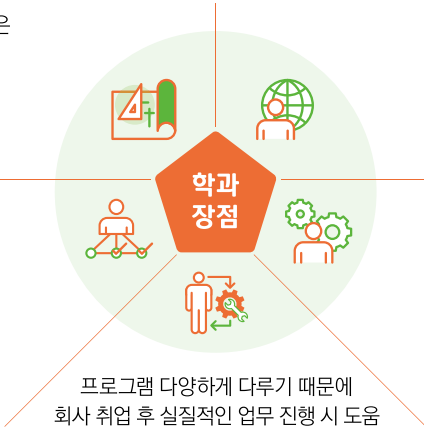 은
학과
장점
프로그램 다양하게 다루기 때문에
회사 취업 후 실질적인 업무 진행 시 도움